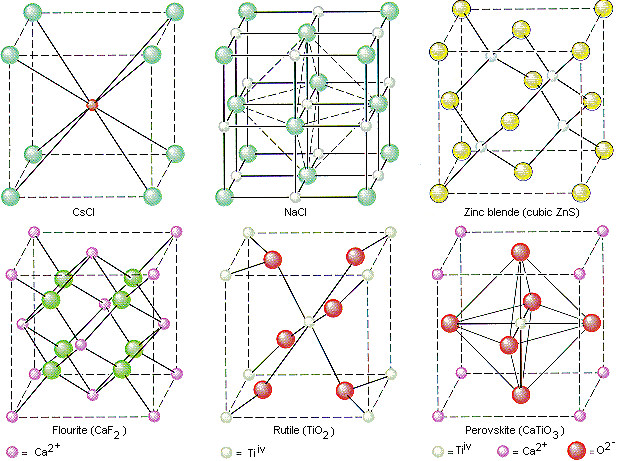 CsCl NaCl Zinc blende (cubic ZnS)
Flourite (CaF₂) Rutile (TiO₂) Perovskite (CaTiO₃)
= Ca²⁺ = Tiⁱᵛ = Tiⁱᵛ = Ca²⁺ = O²⁻